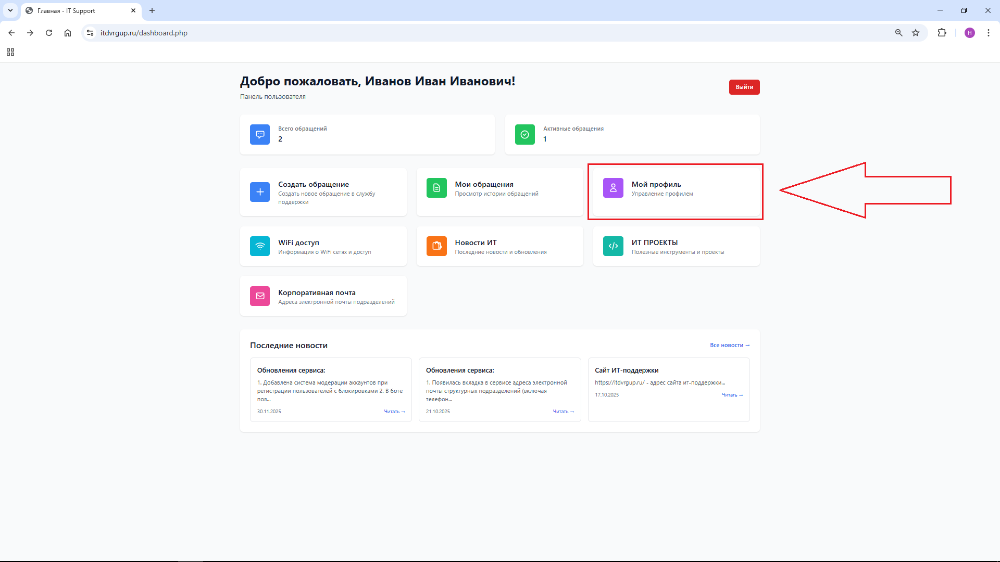 Главная - IT Support
itdvrgup.ru/dashboard.php
H
Добро пожаловать, Иванов Иван Иванович!
Панель пользователя
Выйти
Всего обращений
2
Активные обращения
1
Создать обращение
Создать новое обращение в службу
поддержки
Мои обращения
Просмотр истории обращений
Мой профиль
Управление профилем
WiFi доступ
Информация о WiFi сетях и доступ
Новости ИТ
Последние новости и обновления
ИТ ПРОЕКТЫ
Полезные инструменты и проекты
Корпоративная почта
Адреса электронной почты подразделений
Последние новости
Все новости →
Обновления сервиса:
1. Добавлена система модерации аккаунтов при
регистрации пользователей с блокировками 2. В боте
поя...
30.11.2025
Читать →
Обновления сервиса:
1. Появилась вкладка в сервисе адреса электронной
почты структурных подразделений (включая
телефон...
21.10.2025
Читать →
Сайт ИТ-поддержки
https://itdvrgup.ru/ - адрес сайта ит-поддержки...
17.10.2025
Читать →